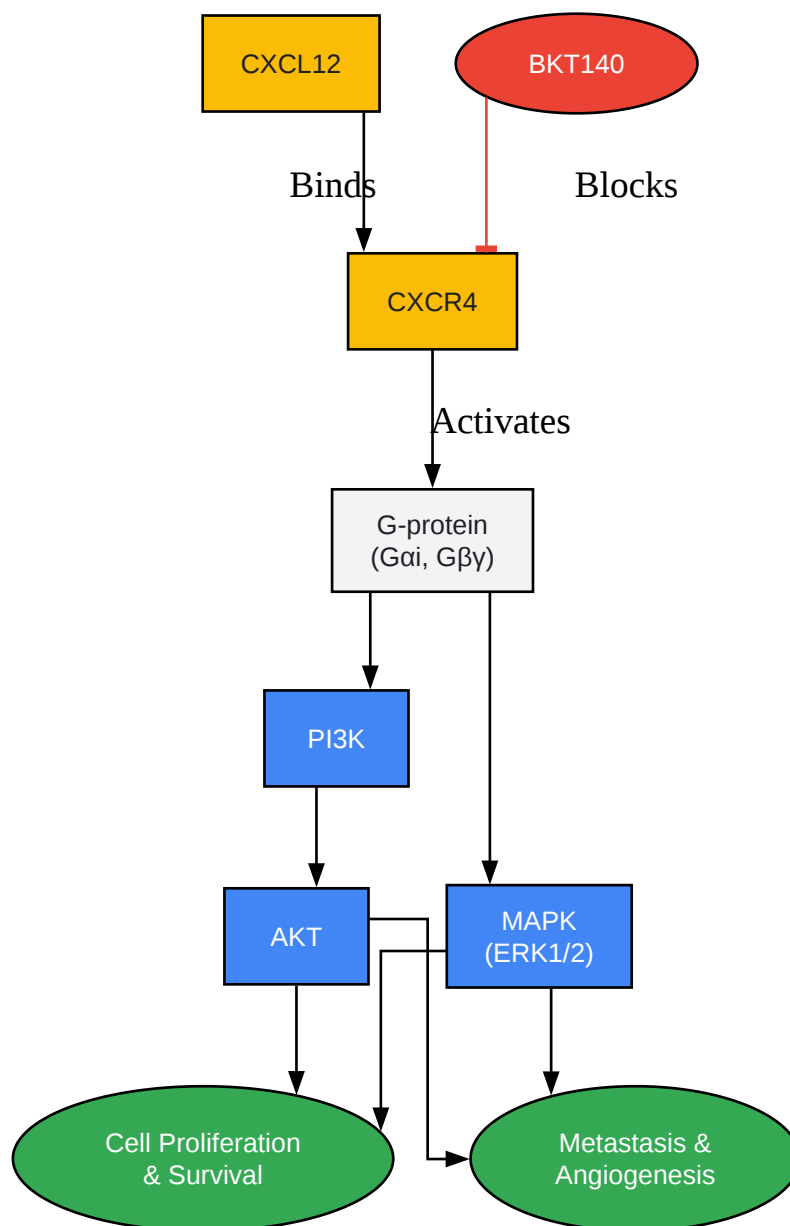 CXCL12
BKT140
Binds
Blocks
CXCR4
Activates
G-protein
(Gαi, Gβγ)
PI3K
AKT
MAPK
(ERK1/2)
Cell Proliferation
& Survival
Metastasis &
Angiogenesis